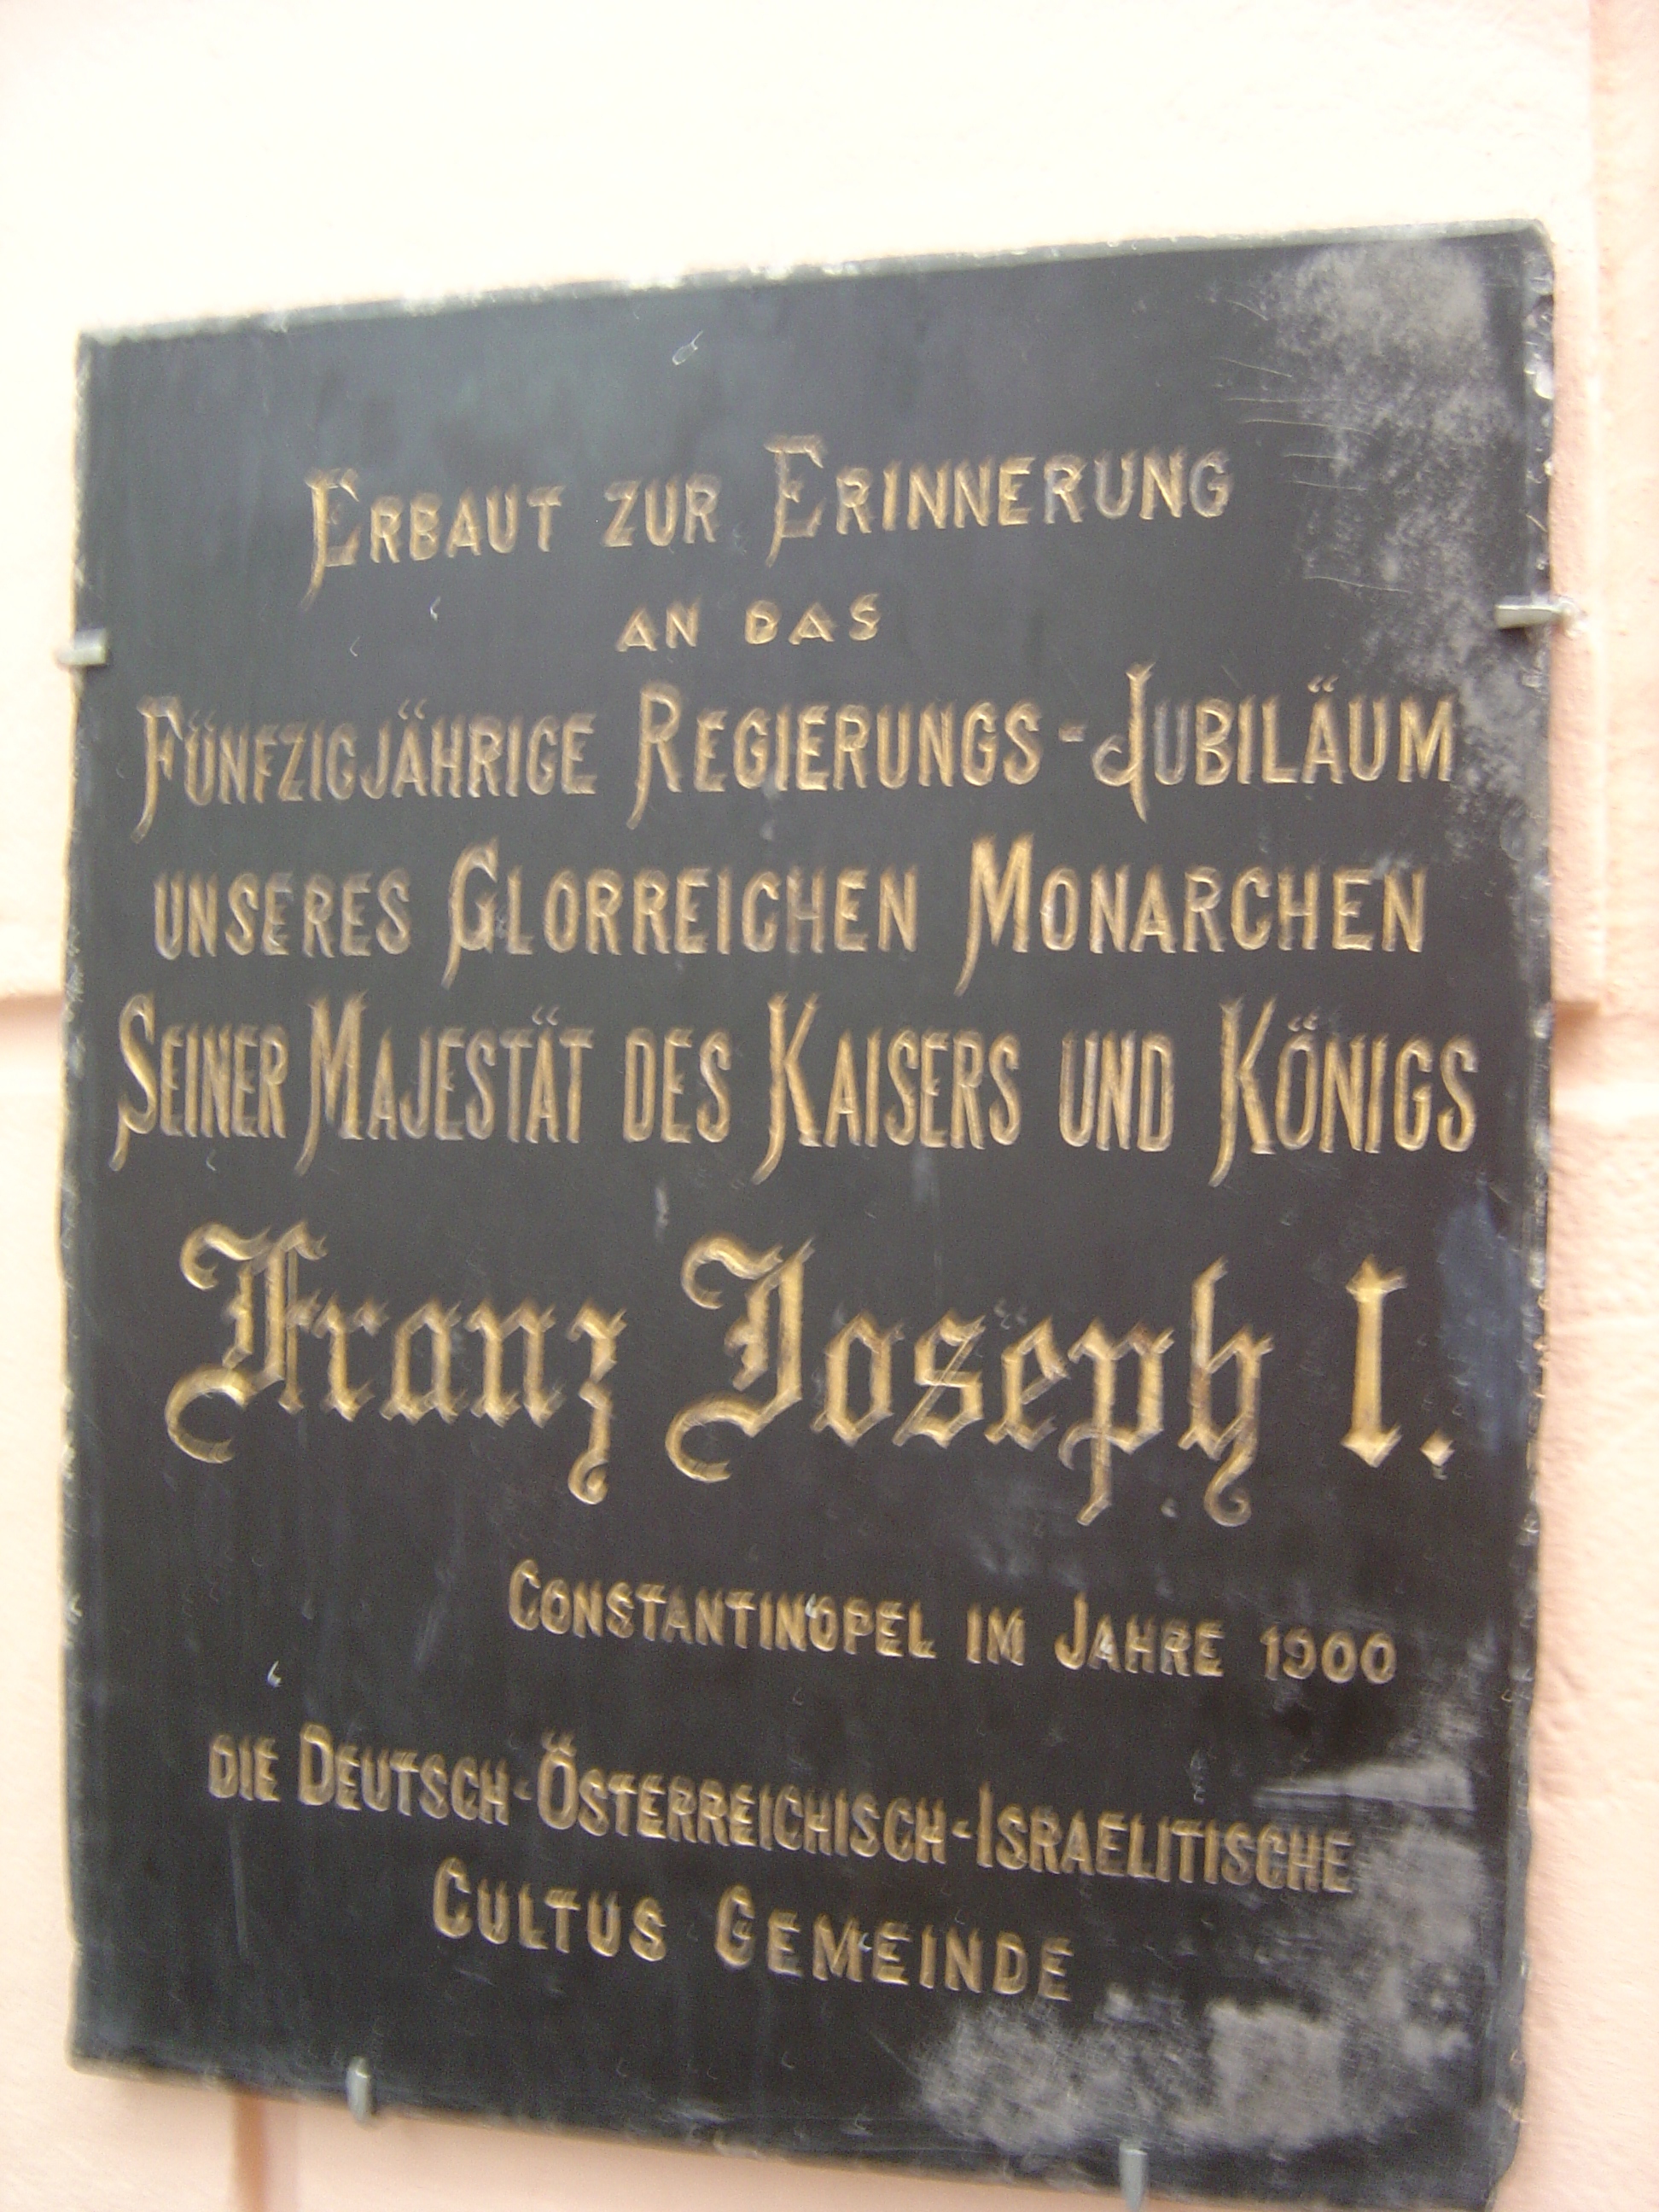 ERBAUT ZUR ERINNERUNG
AN DAS
FÜNFZIGJÄHRIGE REGIERUNGS-JUBILÄUM
UNSERES GLORREICHEN MONARCHEN
SEINER MAJESTÄT DES KAISERS UND KÖNIGS
Franz Joseph I.
CONSTANTINOPEL IM JAHRE 1900
DIE DEUTSCH-ÖSTERREICHISCH-ISRAELITISCHE
CULTUS GEMEINDE